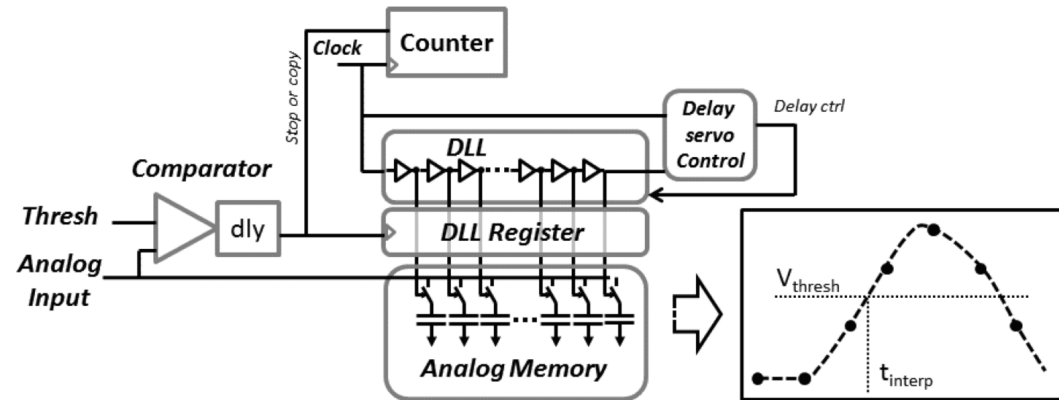 Counter
Clock
Stop or copy
Delay
servo
Control
Delay ctrl
DLL
Comparator
Thresh
dly
DLL Register
Analog
Input
Analog Memory
Vthresh
tinterp